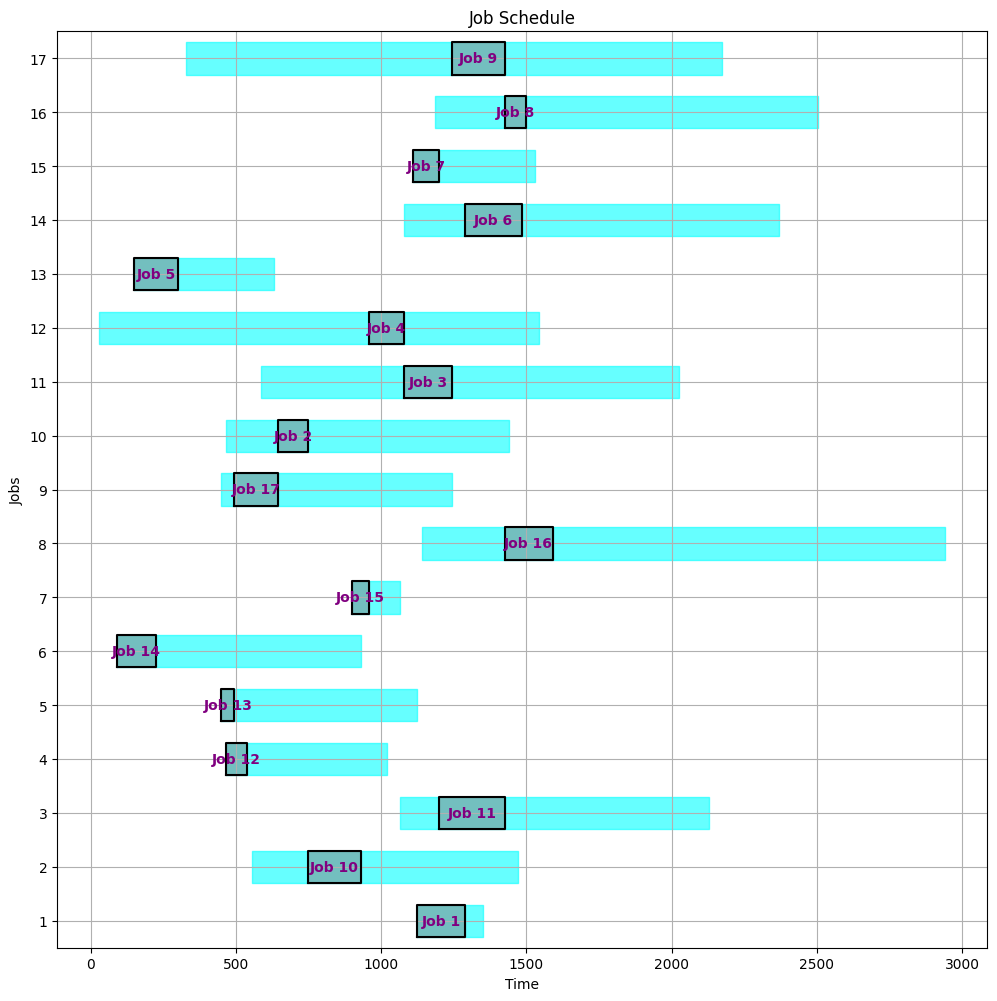 Job Schedule
17
Job 9
16
Job 8
15
Job 7
14
Job 6
13
Job 5
12
Job 4
11
Job 3
10
Job 2
9
Job 17
8
Job 16
7
Job 15
6
Job 14
5
Job 13
4
Job 12
3
Job 11
2
Job 10
1
Job 1
Jobs
0 500 1000 1500 2000 2500 3000
Time